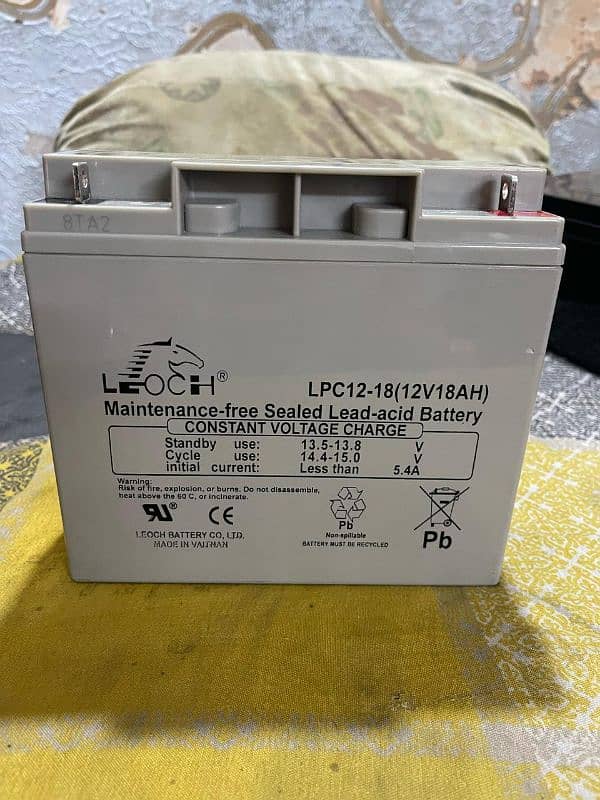 8TA2
LEOCH®
LPC12-18(12V18AH)
Maintenance-free Sealed Lead-acid Battery
CONSTANT VOLTAGE CHARGE
Standby use: 13.5-13.8 V
Cycle use: 14.4-15.0 V
initial current: Less than 5.4A
Warning:
Risk of fire, explosion, or burns. Do not disassemble,
heat above the 60 C, or incinerate.
LEOCH BATTERY CO, LTD.
MADE IN VAITNAN
Pb
Non-spillable
BATTERY MUST BE RECYCLED
Pb